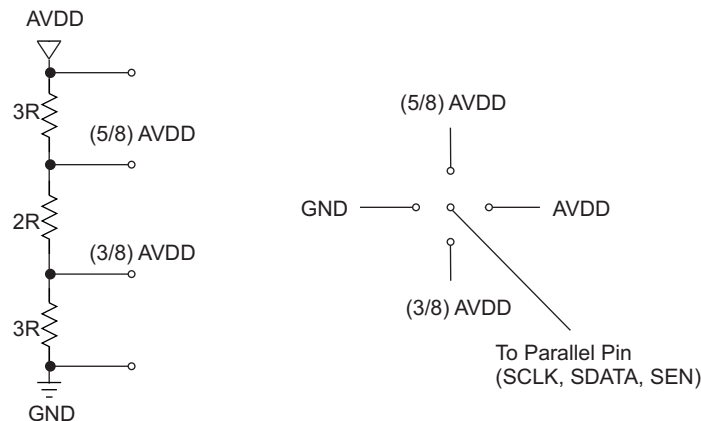 AVDD
3R
(5/8) AVDD
2R
(3/8) AVDD
3R
GND
(5/8) AVDD
GND
AVDD
(3/8) AVDD
To Parallel Pin
(SCLK, SDATA, SEN)